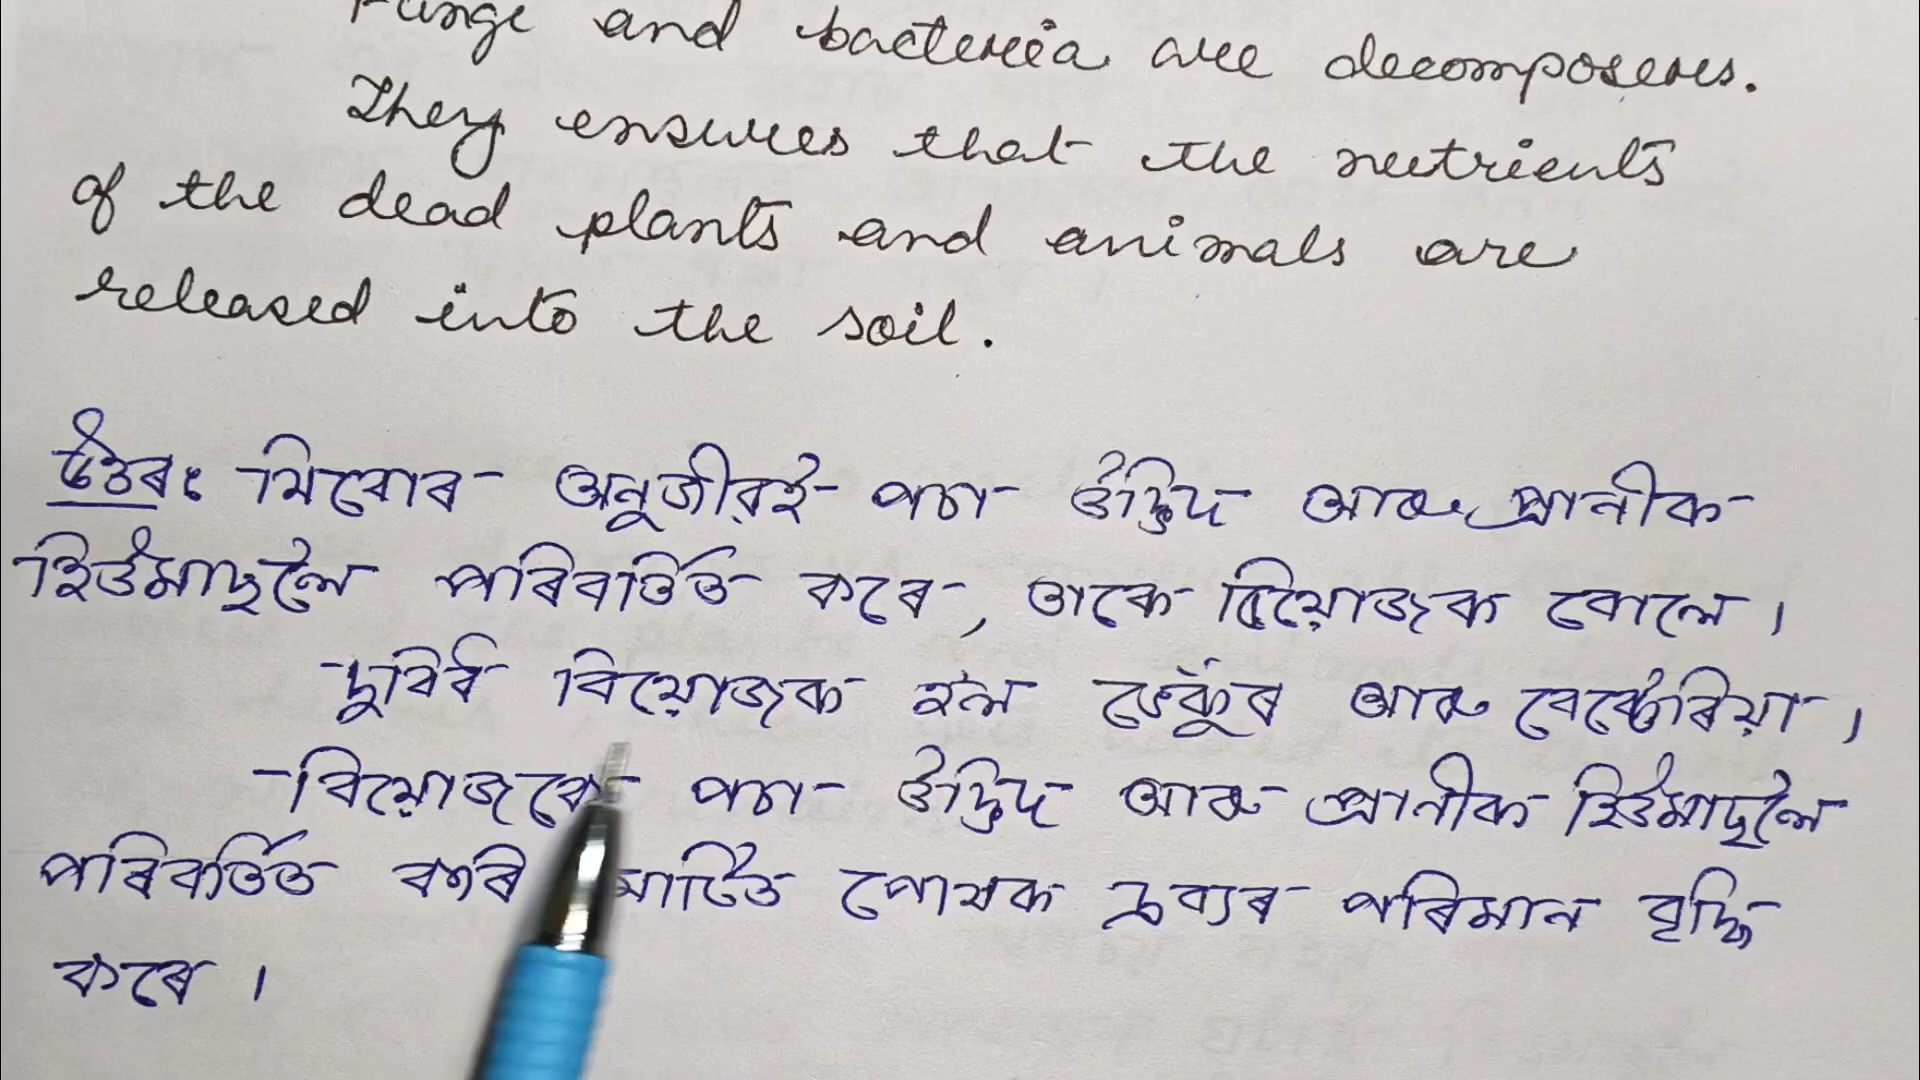 Fungi and bacteria are decomposers.
They ensures that the nutrients
of the dead plants and animals are
released into the soil.
উত্তৰঃ যিবোৰ অনুজীৱই পচা উদ্ভিদ আৰু প্ৰানীক
হিউমাছলৈ পৰিবৰ্ত্তিত কৰে, তাকে বিয়োজক বোলে।
দুবিধ বিয়োজক হল ভেঁকুৰ আৰু বেক্টেৰিয়া।
বিয়োজকে পচা উদ্ভিদ আৰু প্ৰানীক হিউমাছলৈ
পৰিবৰ্ত্তিত কৰি মাটিত পোষক দ্ৰব্যৰ পৰিমান বৃদ্ধি
কৰে।